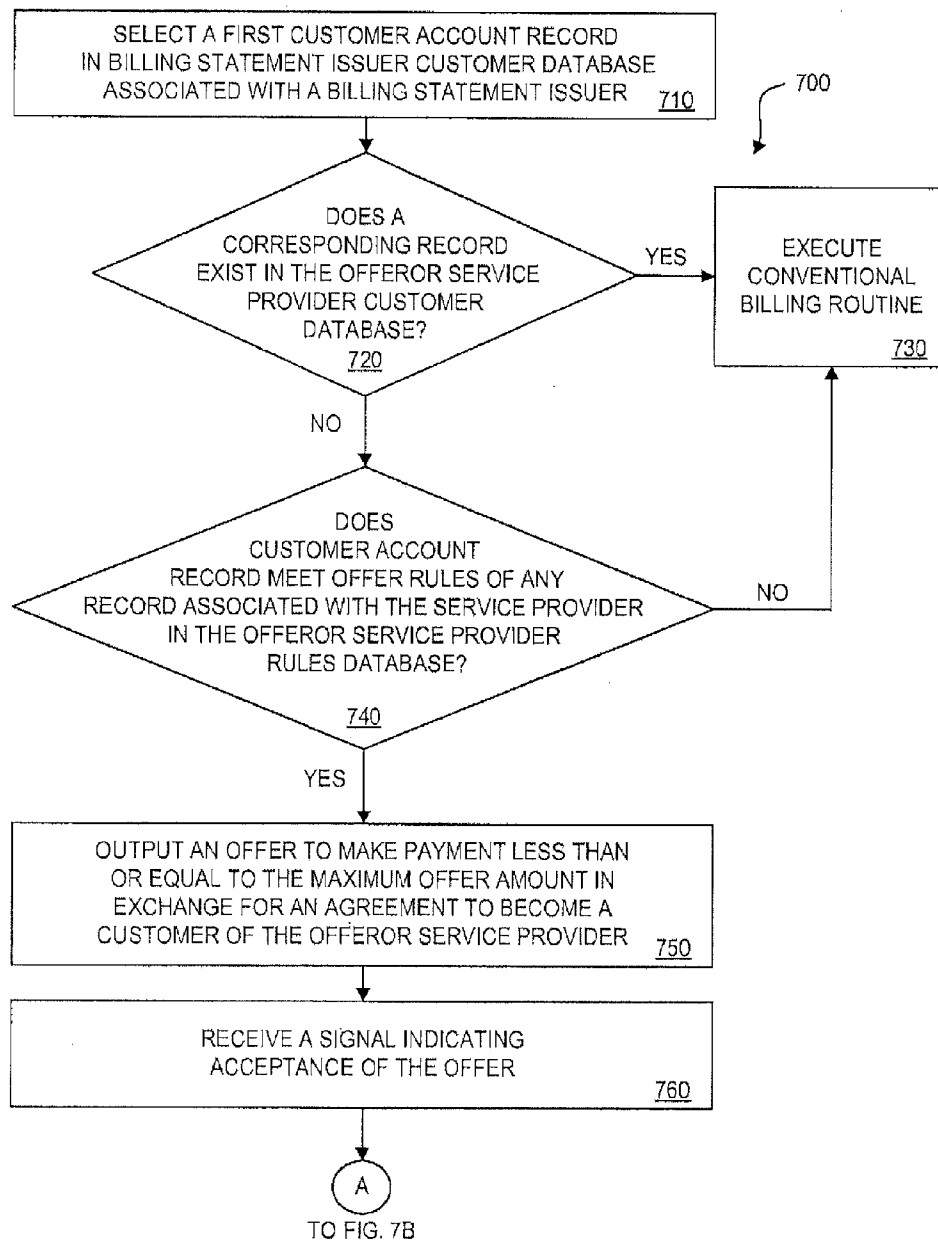 SELECT A FIRST CUSTOMER ACCOUNT RECORD
IN BILLING STATEMENT ISSUER CUSTOMER DATABASE
ASSOCIATED WITH A BILLING STATEMENT ISSUER
710
700
DOES A
CORRESPONDING RECORD
EXIST IN THE OFFEROR SERVICE
PROVIDER CUSTOMER
DATABASE?
720
YES
EXECUTE
CONVENTIONAL
BILLING ROUTINE
730
NO
DOES
CUSTOMER ACCOUNT
RECORD MEET OFFER RULES OF ANY
RECORD ASSOCIATED WITH THE SERVICE PROVIDER
IN THE OFFEROR SERVICE PROVIDER
RULES DATABASE?
740
NO
YES
OUTPUT AN OFFER TO MAKE PAYMENT LESS THAN
OR EQUAL TO THE MAXIMUM OFFER AMOUNT IN
EXCHANGE FOR AN AGREEMENT TO BECOME A
CUSTOMER OF THE OFFEROR SERVICE PROVIDER
750
RECEIVE A SIGNAL INDICATING
ACCEPTANCE OF THE OFFER
760
A
TO FIG. 7B